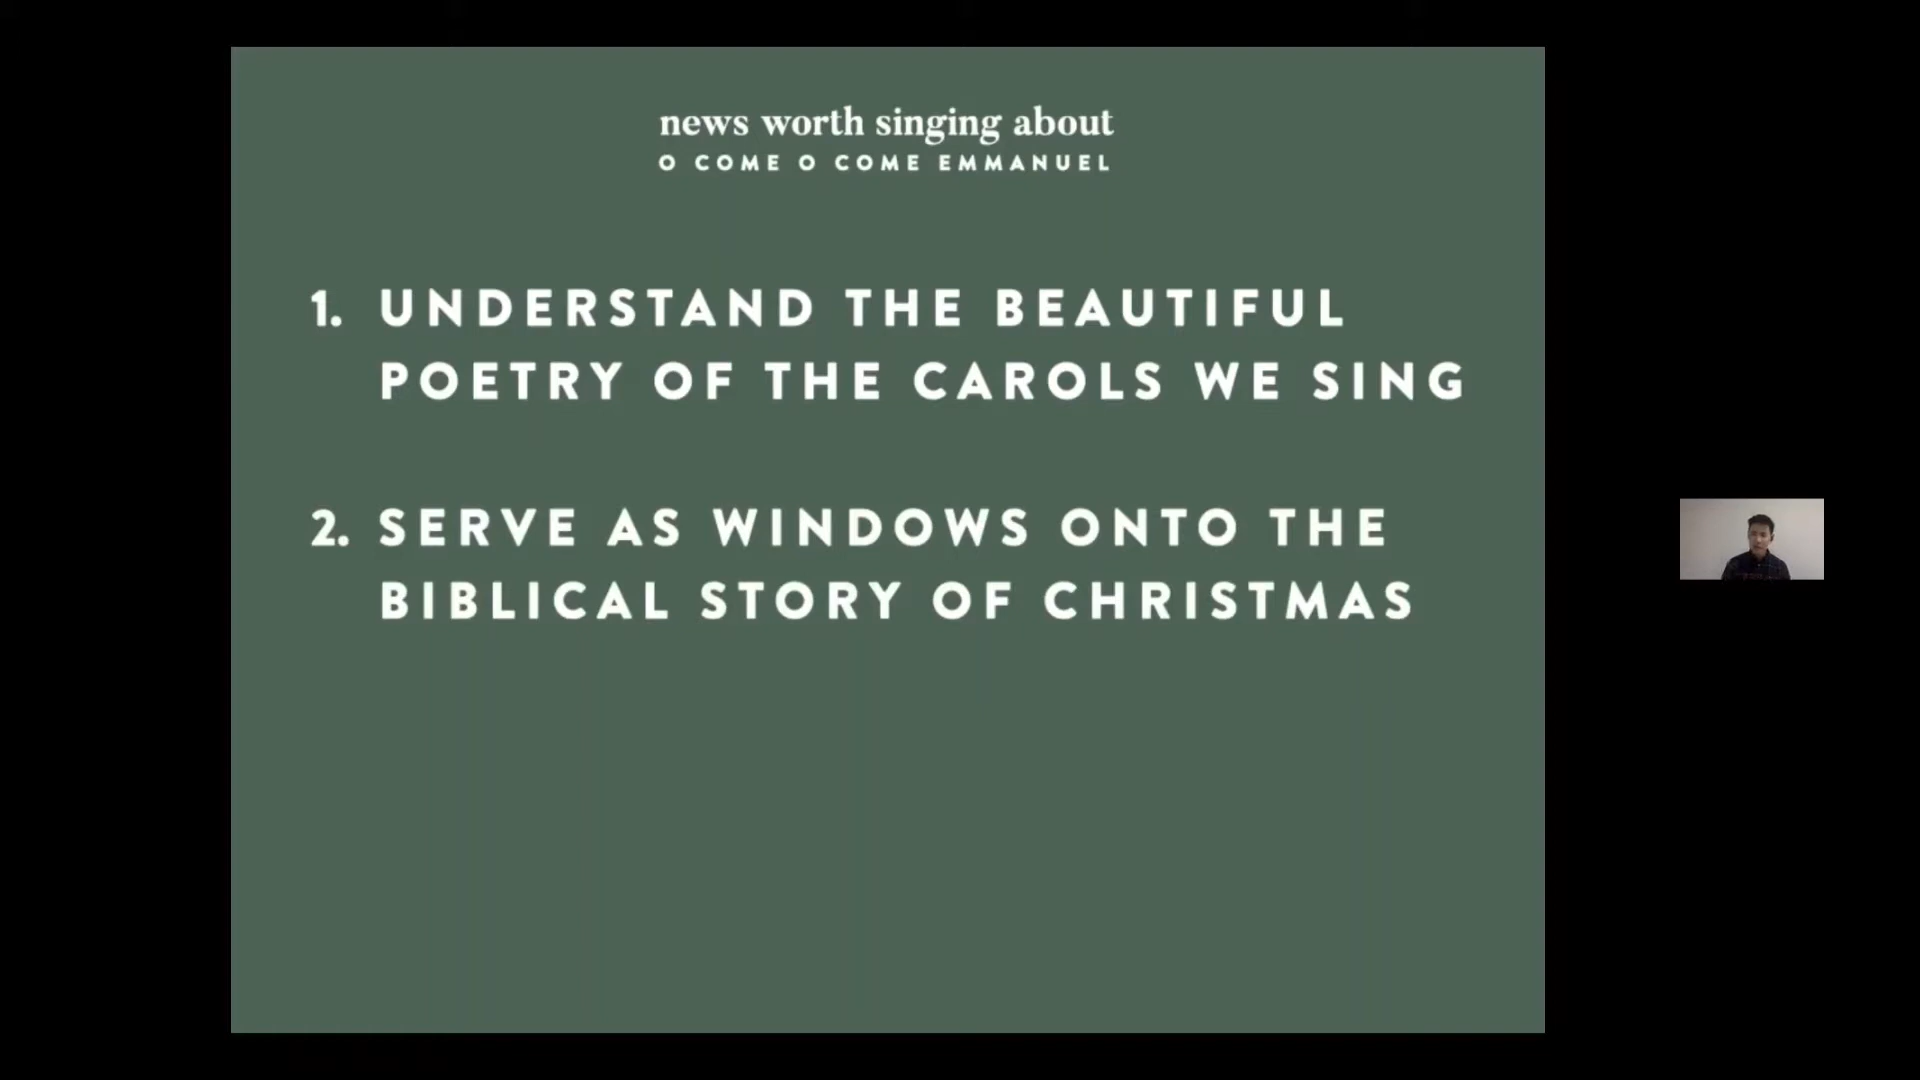 news worth singing about
O COME O COME EMMANUEL
1. UNDERSTAND THE BEAUTIFUL
POETRY OF THE CAROLS WE SING
2. SERVE AS WINDOWS ONTO THE
BIBLICAL STORY OF CHRISTMAS